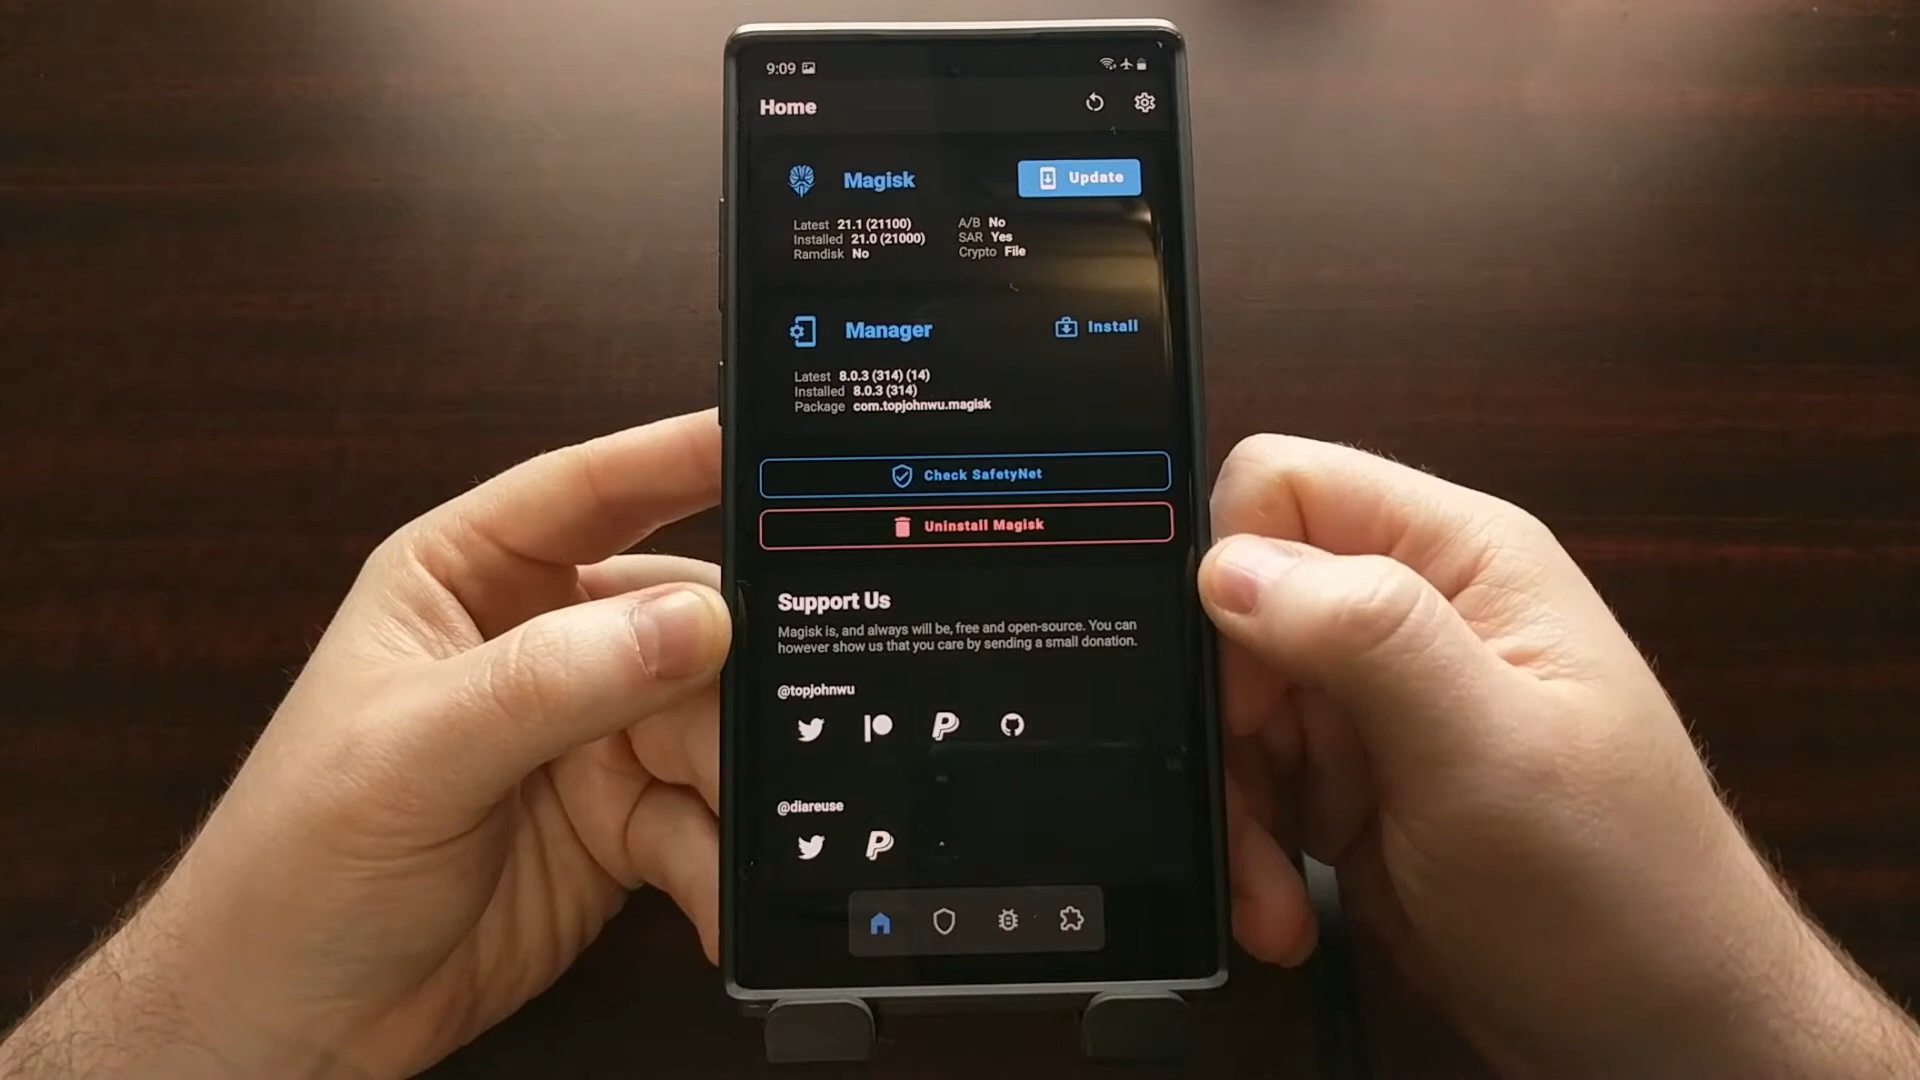 9:09
Home
Magisk
Update
Latest 21.1 (21100)
Installed 21.0 (21000)
Ramdisk No
A/B No
SAR Yes
Crypto File
Manager
Install
Latest 8.0.3 (314) (14)
Installed 8.0.3 (314)
Package com.topjohnwu.magisk
Check SafetyNet
Uninstall Magisk
Support Us
Magisk is, and always will be, free and open-source. You can
however show us that you care by sending a small donation.
@topjohnwu
@diareuse